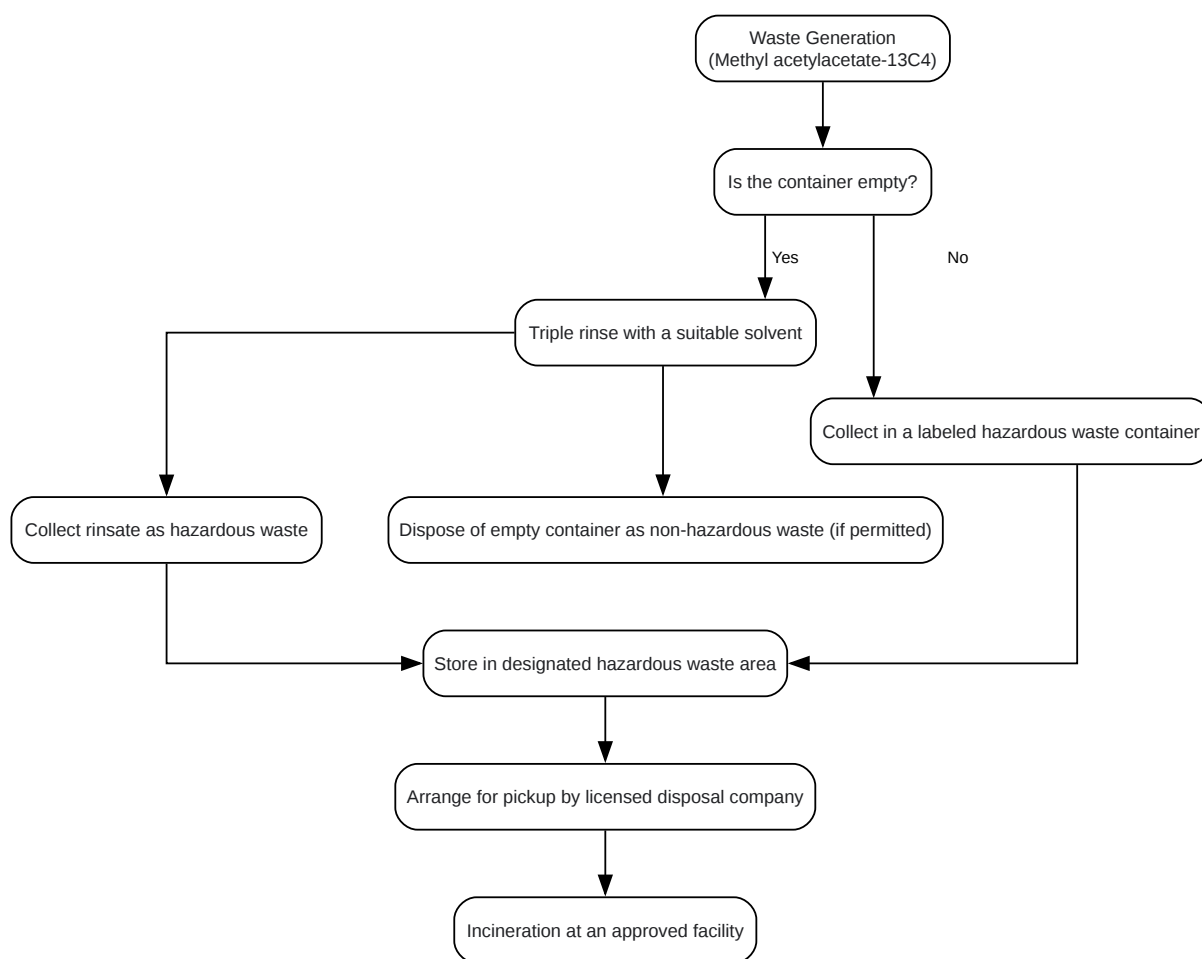 Waste Generation
(Methyl acetylacetate-13C4)
Is the container empty?
Yes
No
Triple rinse with a suitable solvent
Collect in a labeled hazardous waste container
Collect rinsate as hazardous waste
Dispose of empty container as non-hazardous waste (if permitted)
Store in designated hazardous waste area
Arrange for pickup by licensed disposal company
Incineration at an approved facility